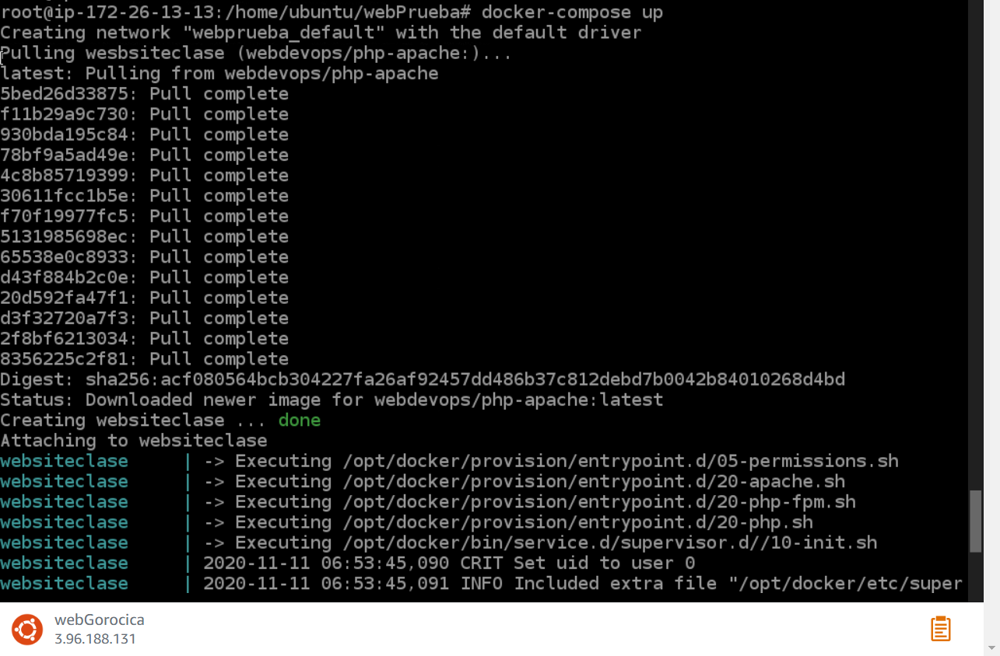 root@ip-172-26-13-13:/home/ubuntu/webPrueba# docker-compose up
Creating network "webprueba_default" with the default driver
Pulling wesbsiteclase (webdevops/php-apache:)...
latest: Pulling from webdevops/php-apache
5bed26d33875: Pull complete
f11b29a9c730: Pull complete
930bda195c84: Pull complete
78bf9a5ad49e: Pull complete
4c8b85719399: Pull complete
30611fcc1b5e: Pull complete
f70f19977fc5: Pull complete
5131985698ec: Pull complete
65538e0c8933: Pull complete
d43f884b2c0e: Pull complete
20d592fa47f1: Pull complete
d3f32720a7f3: Pull complete
2f8bf6213034: Pull complete
8356225c2f81: Pull complete
Digest: sha256:acf080564bcb304227fa26af92457dd486b37c812debd7b0042b84010268d4bd
Status: Downloaded newer image for webdevops/php-apache:latest
Creating websiteclase ... done
Attaching to websiteclase
websiteclase | -> Executing /opt/docker/provision/entrypoint.d/05-permissions.sh
websiteclase | -> Executing /opt/docker/provision/entrypoint.d/20-apache.sh
websiteclase | -> Executing /opt/docker/provision/entrypoint.d/20-php-fpm.sh
websiteclase | -> Executing /opt/docker/provision/entrypoint.d/20-php.sh
websiteclase | -> Executing /opt/docker/bin/service.d/supervisor.d//10-init.sh
websiteclase | 2020-11-11 06:53:45,090 CRIT Set uid to user 0
websiteclase | 2020-11-11 06:53:45,091 INFO Included extra file "/opt/docker/etc/super
webGorocica
3.96.188.131